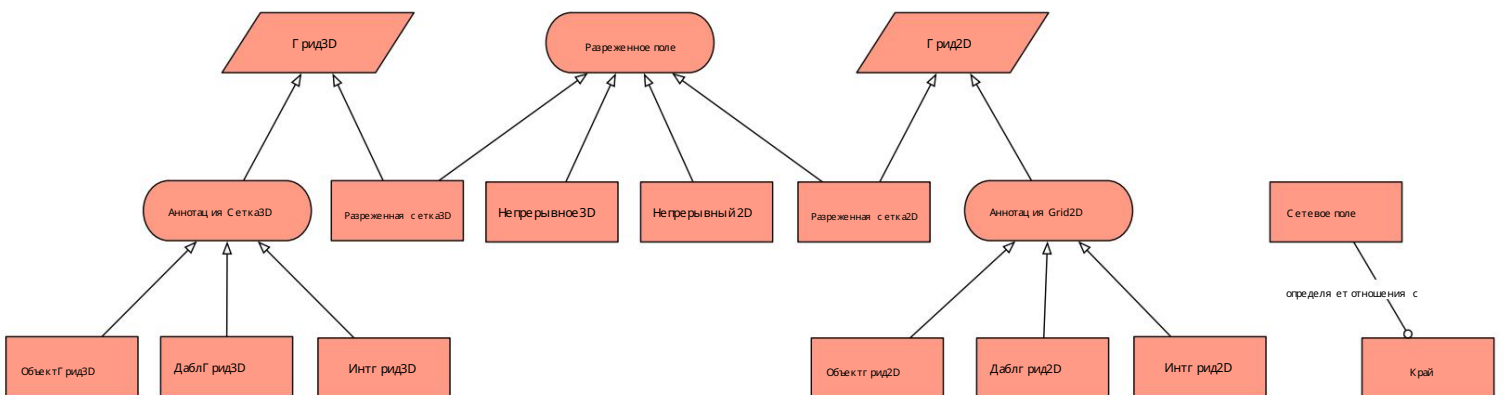 Грид3D
Разреженное поле
Грид2D
Аннотация Сетка3D
Разреженная сетка3D
Непрерывное3D
Непрерывный2D
Разреженная сетка2D
Аннотация Grid2D
Сетевое поле
определяет отношения с
ОбъектГрид3D
ДаблГрид3D
Интгрид3D
Объектгрид2D
Даблгрид2D
Интгрид2D
Край